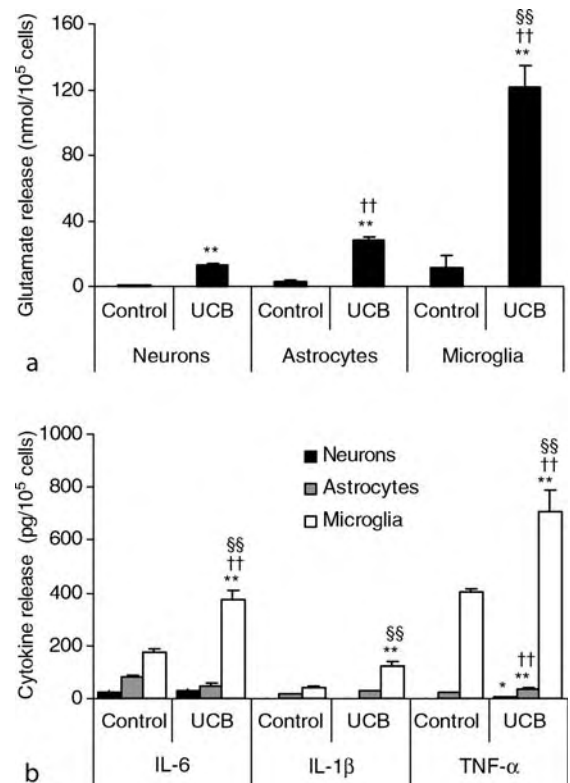 160
120
80
40
0
Glutamate release (nmol/10⁵ cells)
**
††
**
§§
††
**
Control UCB Control UCB Control UCB
Neurons Astrocytes Microglia
a
1000
800
600
400
200
0
Cytokine release (pg/10⁵ cells)
Neurons
Astrocytes
Microglia
§§
††
**
§§
**
§§
††
**
††
* **
Control UCB Control UCB Control UCB
IL-6 IL-1β TNF-α
b